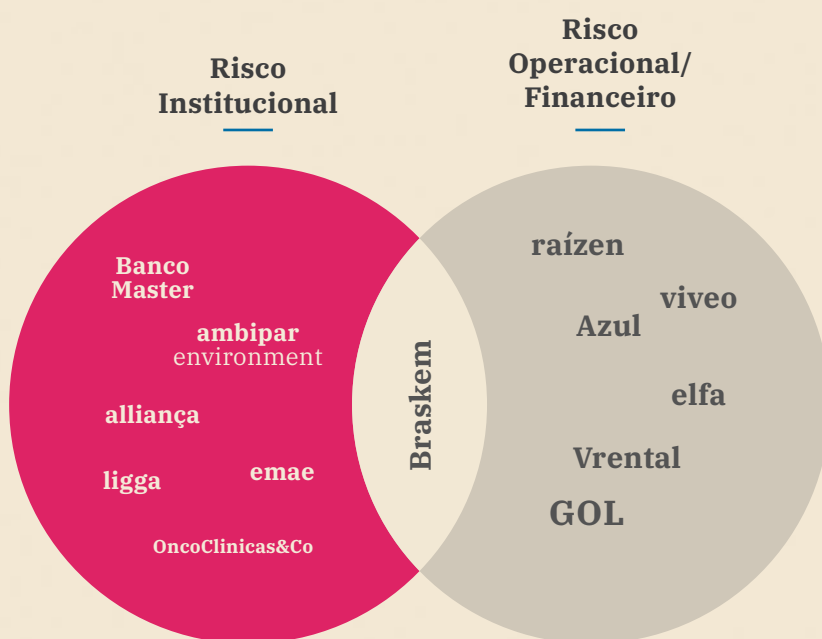 Risco
Institucional
Risco
Operacional/
Financeiro
Banco
Master
ambipar
environment
alliança
ligga
emae
OncoClinicas&Co
Braskem
raízen
viveo
Azul
elfa
Vrental
GOL